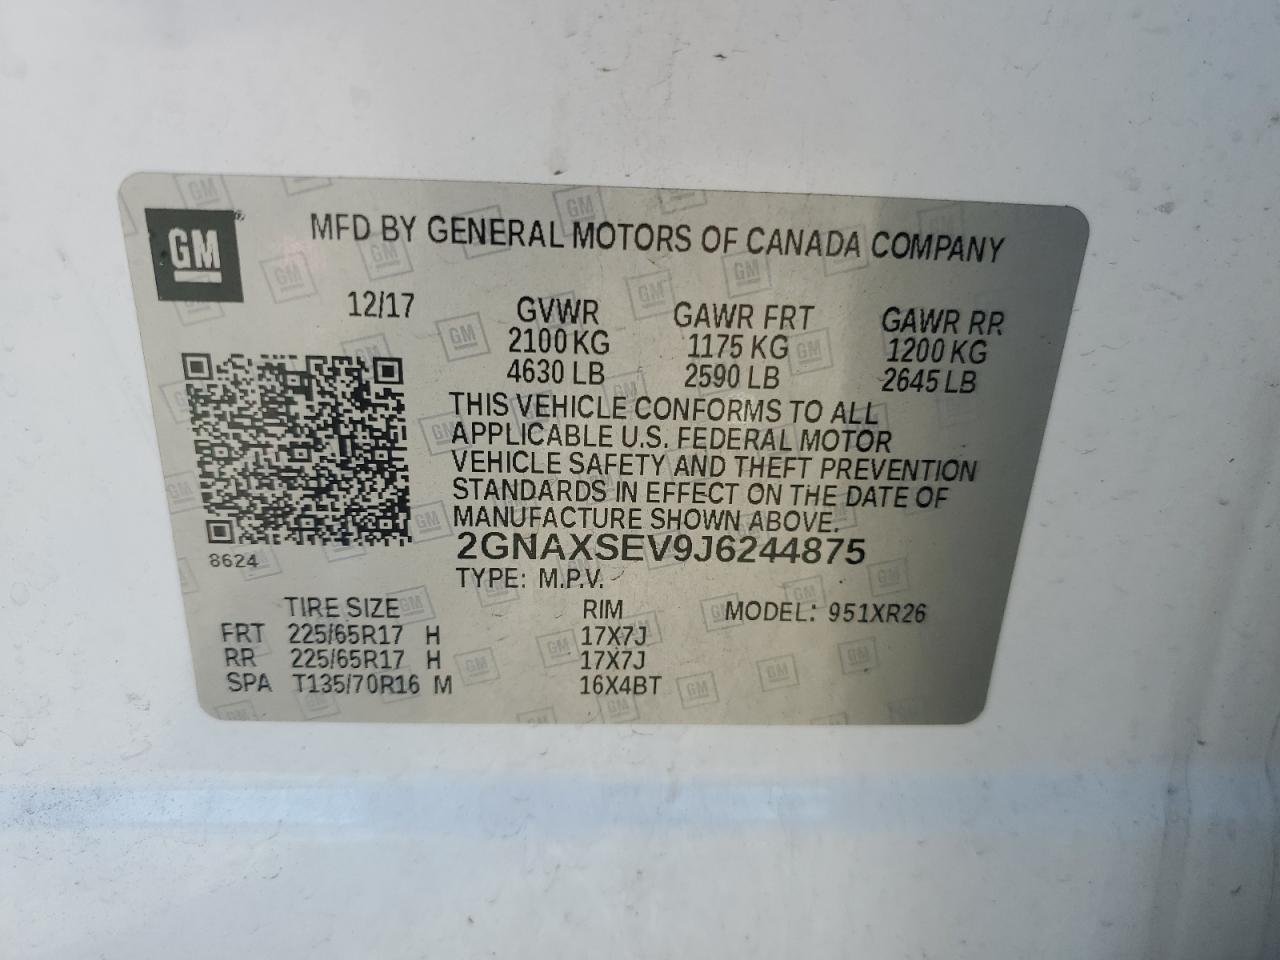 GM®
MFD BY GENERAL MOTORS OF CANADA COMPANY
12/17 GVWR GAWR FRT GAWR RR
2100 KG 1175 KG 1200 KG
4630 LB 2590 LB 2645 LB
THIS VEHICLE CONFORMS TO ALL
APPLICABLE U.S. FEDERAL MOTOR
VEHICLE SAFETY AND THEFT PREVENTION
STANDARDS IN EFFECT ON THE DATE OF
MANUFACTURE SHOWN ABOVE.
2GNAXSEV9J6244875
8624
TYPE: M.P.V.
TIRE SIZE RIM MODEL: 951XR26
FRT 225/65R17 H 17X7J
RR 225/65R17 H 17X7J
SPA T135/70R16 M 16X4BT